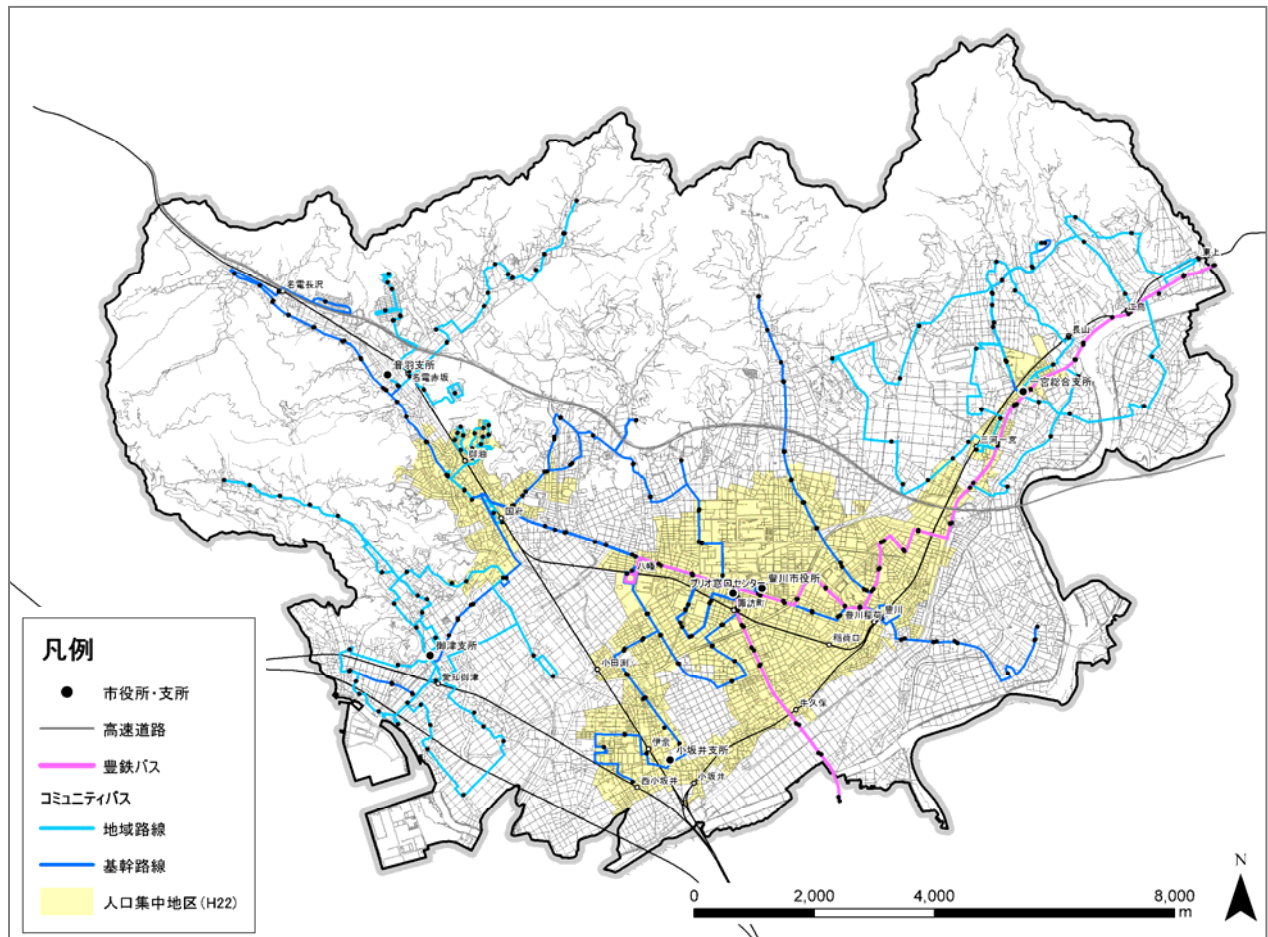 東上
江島
名電長沢
長山
音羽支所
名電赤坂
一宮総合支所
三河一宮
御油
国府
八幡
プリオ窓口センター
豊川市役所
諏訪町
豊川稲荷
豊川
稲荷口
御津支所
小田渕
愛知御津
牛久保
伊奈
小坂井支所
西小坂井
小坂井
凡例
市役所・支所
高速道路
豊鉄バス
コミュニティバス
地域路線
基幹路線
人口集中地区(H22)
N
0 2,000 4,000 8,000
m